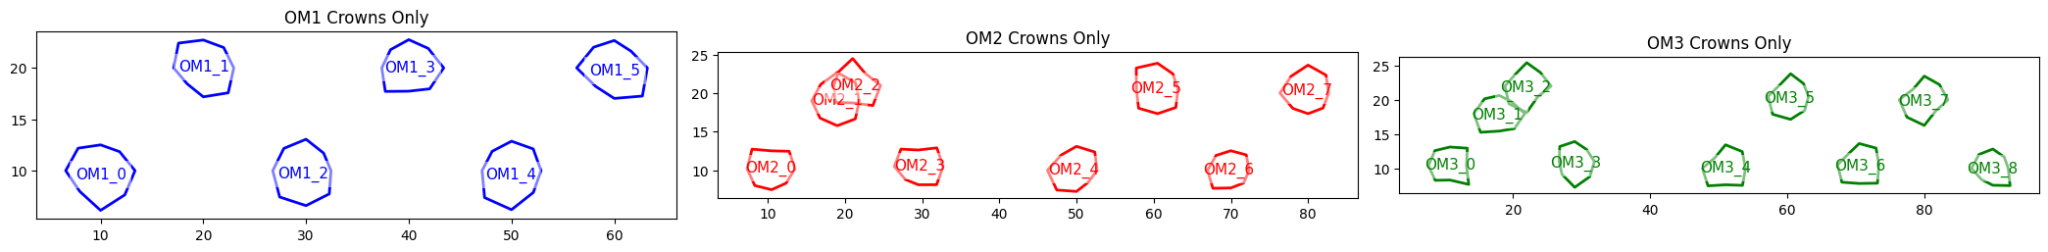 OM1 Crowns Only
20
15
10
OM1_1
OM1_3
OM1_5
OM1_0
OM1_2
OM1_4
10 20 30 40 50 60
OM2 Crowns Only
25
20
15
10
OM2_2
OM2_1
OM2_5
OM2_7
OM2_0
OM2_3
OM2_4
OM2_6
10 20 30 40 50 60 70 80
OM3 Crowns Only
25
20
15
10
OM3_2
OM3_1
OM3_5
OM3_7
OM3_0
OM3_3
OM3_4
OM3_6
OM3_8
20 40 60 80